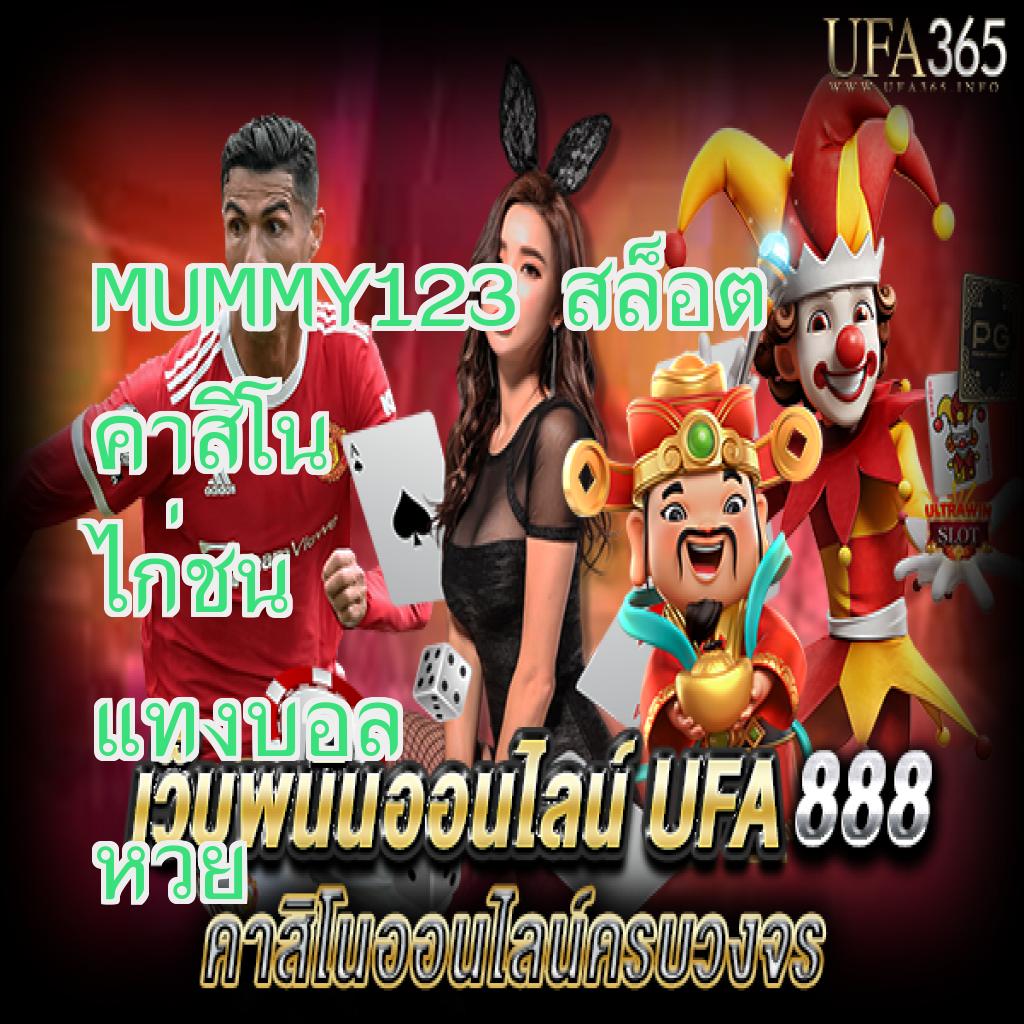 UFA365
WWW.UFA365.INFO
MUMMY123 สล็อต
คาสิโน
ไก่ชน
แทงบอล
หวย
PG
A
ULTRAWIN
SLOT
เว็บพนันออนไลน์ UFA 888
คาสิโนออนไลน์ครบวงจร